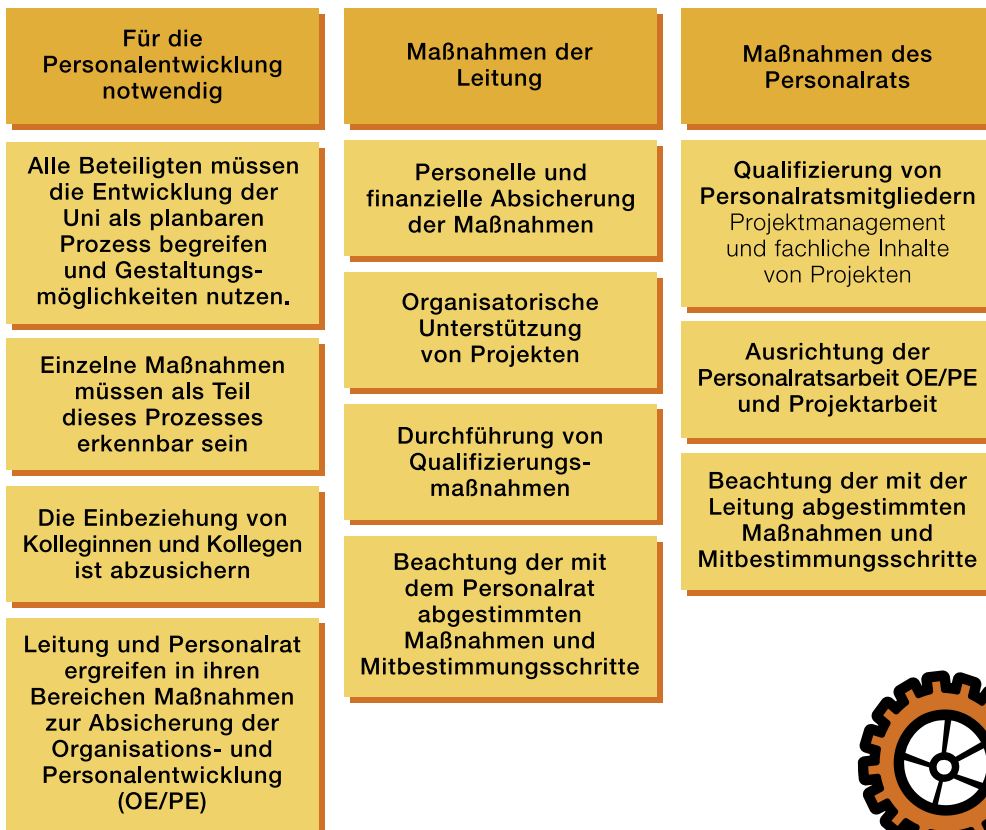 Für die
Personalentwicklung
notwendig
Alle Beteiligten müssen
die Entwicklung der
Uni als planbaren
Prozess begreifen
und Gestaltungs-
möglichkeiten nutzen.
Einzelne Maßnahmen
müssen als Teil
dieses Prozesses
erkennbar sein
Die Einbeziehung von
Kolleginnen und Kollegen
ist abzusichern
Leitung und Personalrat
ergreifen in ihren
Bereichen Maßnahmen
zur Absicherung der
Organisations- und
Personalentwicklung
(OE/PE)
Maßnahmen der
Leitung
Personelle und
finanzielle Absicherung
der Maßnahmen
Organisatorische
Unterstützung
von Projekten
Durchführung von
Qualifizierungs-
maßnahmen
Beachtung der mit
dem Personalrat
abgestimmten
Maßnahmen und
Mitbestimmungsschritte
Maßnahmen des
Personalrats
Qualifizierung von
Personalratsmitgliedern
Projektmanagement
und fachliche Inhalte
von Projekten
Ausrichtung der
Personalratsarbeit OE/PE
und Projektarbeit
Beachtung der mit der
Leitung abgestimmten
Maßnahmen und
Mitbestimmungsschritte